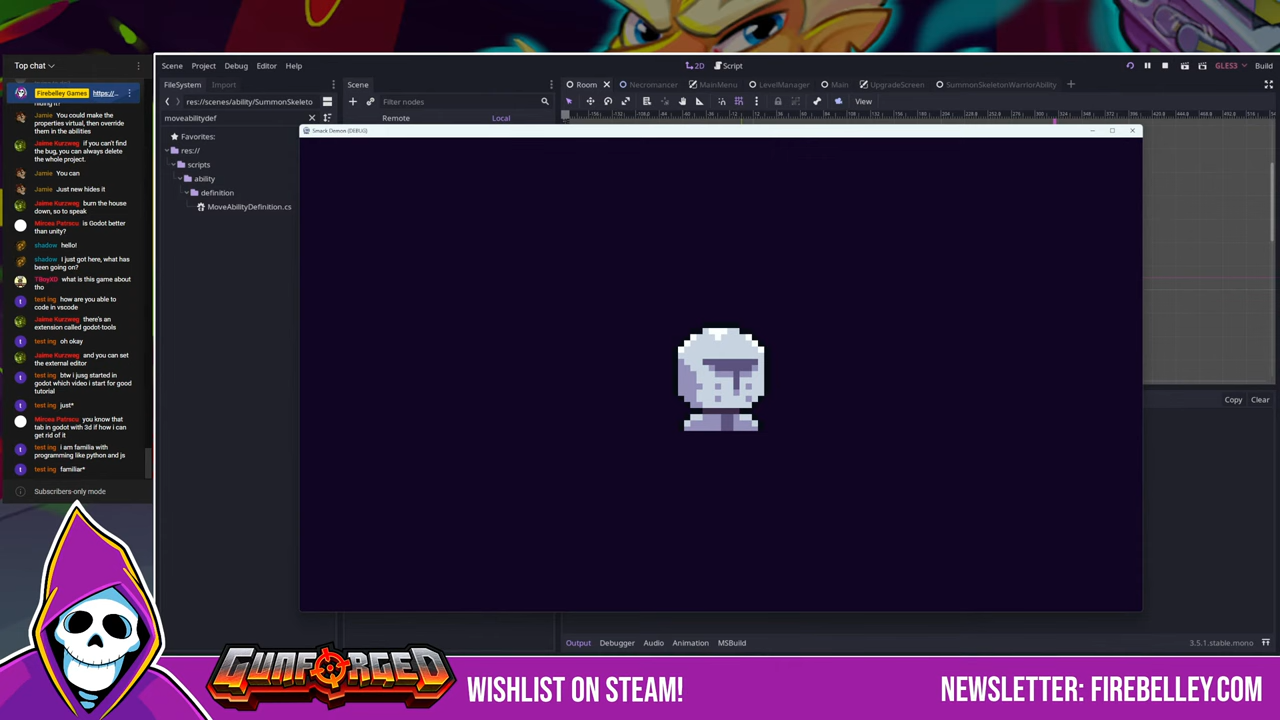 Top chat
Firebelley Games https://...
hiding it?
Jamie You could make the
properties virtual, then override
them in the abilities
Jaime Kurzweg if you can't find
the bug, you can always delete
the whole project.
Jamie You can
Jamie Just new hides it
Jaime Kurzweg burn the house
down, so to speak
is Godot better
than unity?
shadow hello!
shadow I just got here, what has
been going on?
TBoyXD what is this game about
tho
test ing how are you able to
code in vscode
Jaime Kurzweg there's an
extension called godot-tools
test ing oh okay
Jaime Kurzweg and you can set
the external editor
test ing btw i jusg started in
godot which video i start for good
tutorial
test ing just*
you know that
tab in godot with 3d if how i can
get rid of it
test ing i am familia with
programming like python and js
test ing familiar*
Subscribers-only mode
Scene Project Debug Editor Help
2D Script
GLES3 Build
FileSystem Import
Scene
Room Necromancer MainMenu LevelManager Main UpgradeScreen SummonSkeletonWarriorAbility
res://scenes/ability/SummonSkeleto
Filter nodes
View
moveabilitydef
Remote Local
Favorites:
res://
scripts
ability
definition
MoveAbilityDefinition.cs
Smack Demon (DEBUG)
Copy Clear
Output Debugger Audio Animation MSBuild
3.5.1.stable.mono
GUNFORGED
WISHLIST ON STEAM!
NEWSLETTER: FIREBELLEY.COM